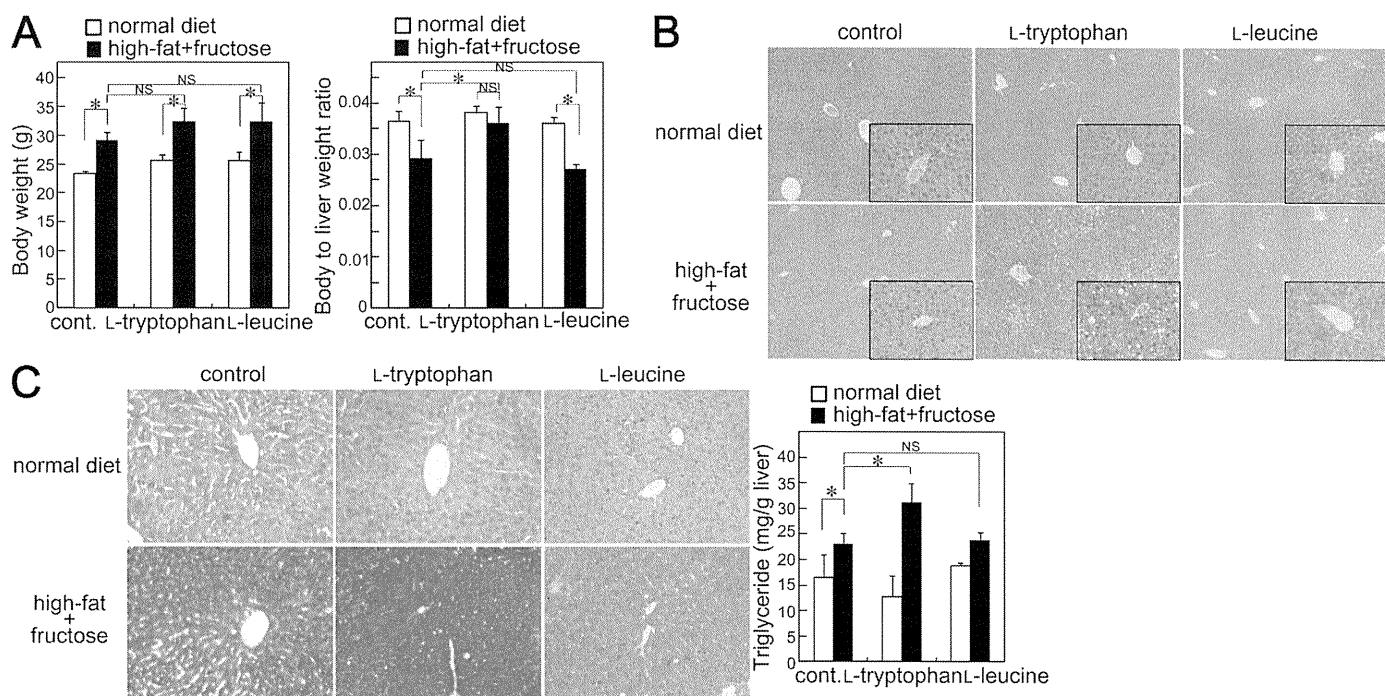 A
normal diet
high-fat+fructose
Body weight (g)
40
35
30
25
20
15
10
5
0
NS
NS
*
*
*
cont. L-tryptophan L-leucine
normal diet
high-fat+fructose
Body to liver weight ratio
0.04
0.03
0.02
0.01
0
NS
*
*
NS
*
cont. L-tryptophan L-leucine
B
control
L-tryptophan
L-leucine
normal diet
high-fat
+
fructose
C
control
L-tryptophan
L-leucine
normal diet
high-fat
+
fructose
normal diet
high-fat+fructose
Triglyceride (mg/g liver)
40
35
30
25
20
15
10
5
0
NS
*
*
cont. L-tryptophan L-leucine